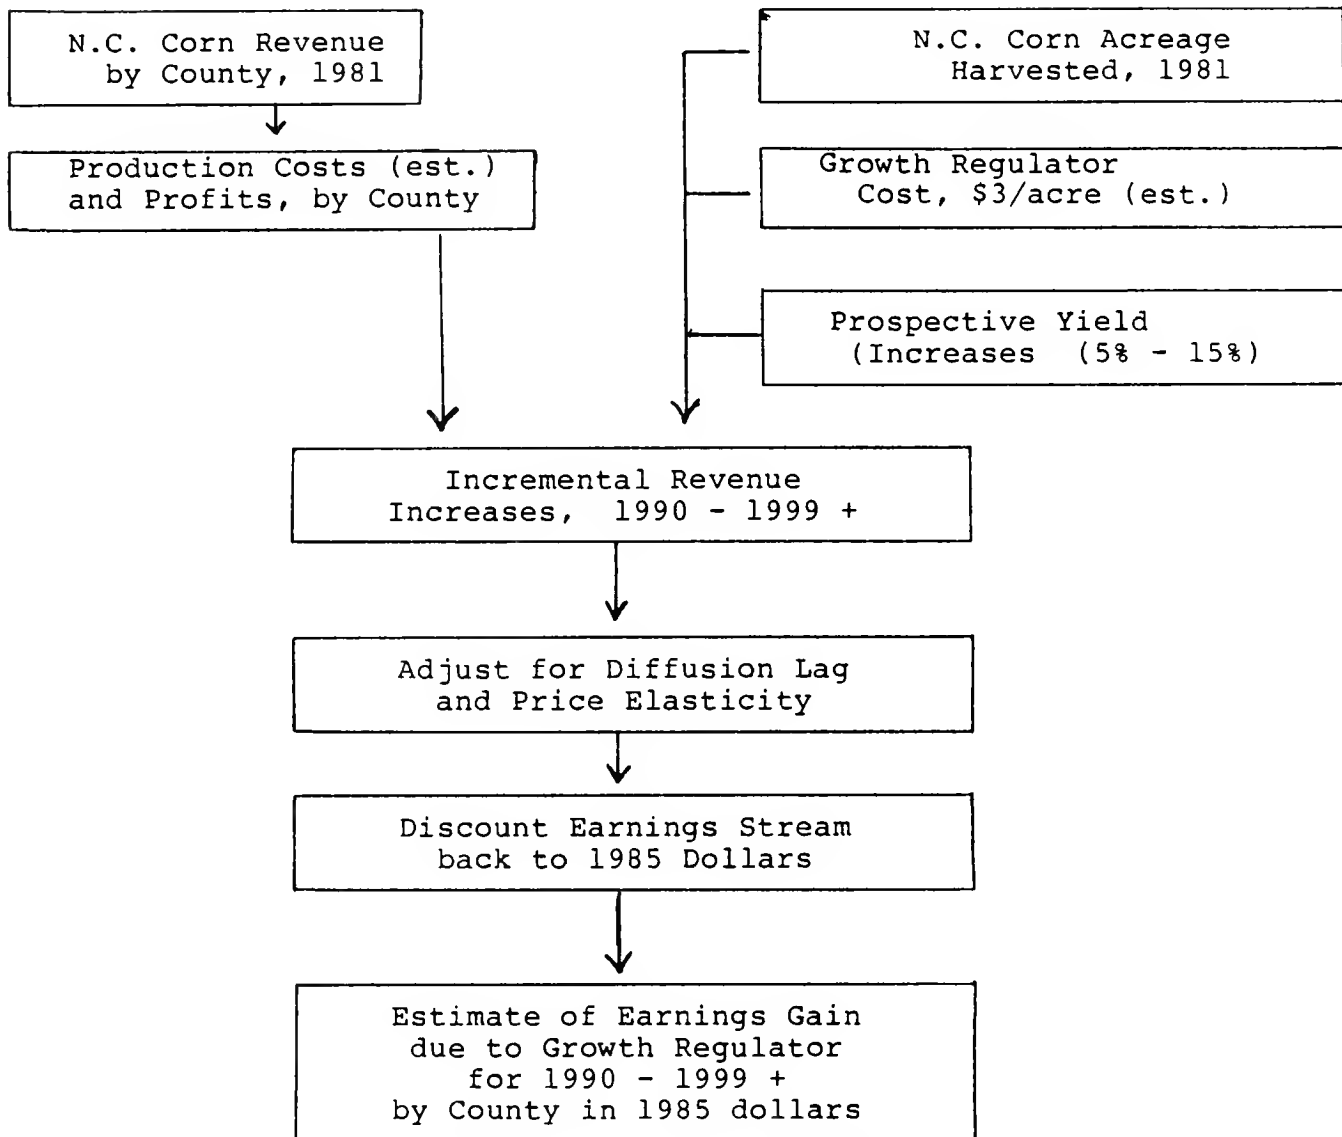 N.C. Corn Revenue
by County, 1981
N.C. Corn Acreage
Harvested, 1981
Production Costs (est.)
and Profits, by County
Growth Regulator
Cost, $3/acre (est.)
Prospective Yield
(Increases (5% - 15%)
Incremental Revenue
Increases, 1990 - 1999 +
Adjust for Diffusion Lag
and Price Elasticity
Discount Earnings Stream
back to 1985 Dollars
Estimate of Earnings Gain
due to Growth Regulator
for 1990 - 1999 +
by County in 1985 dollars